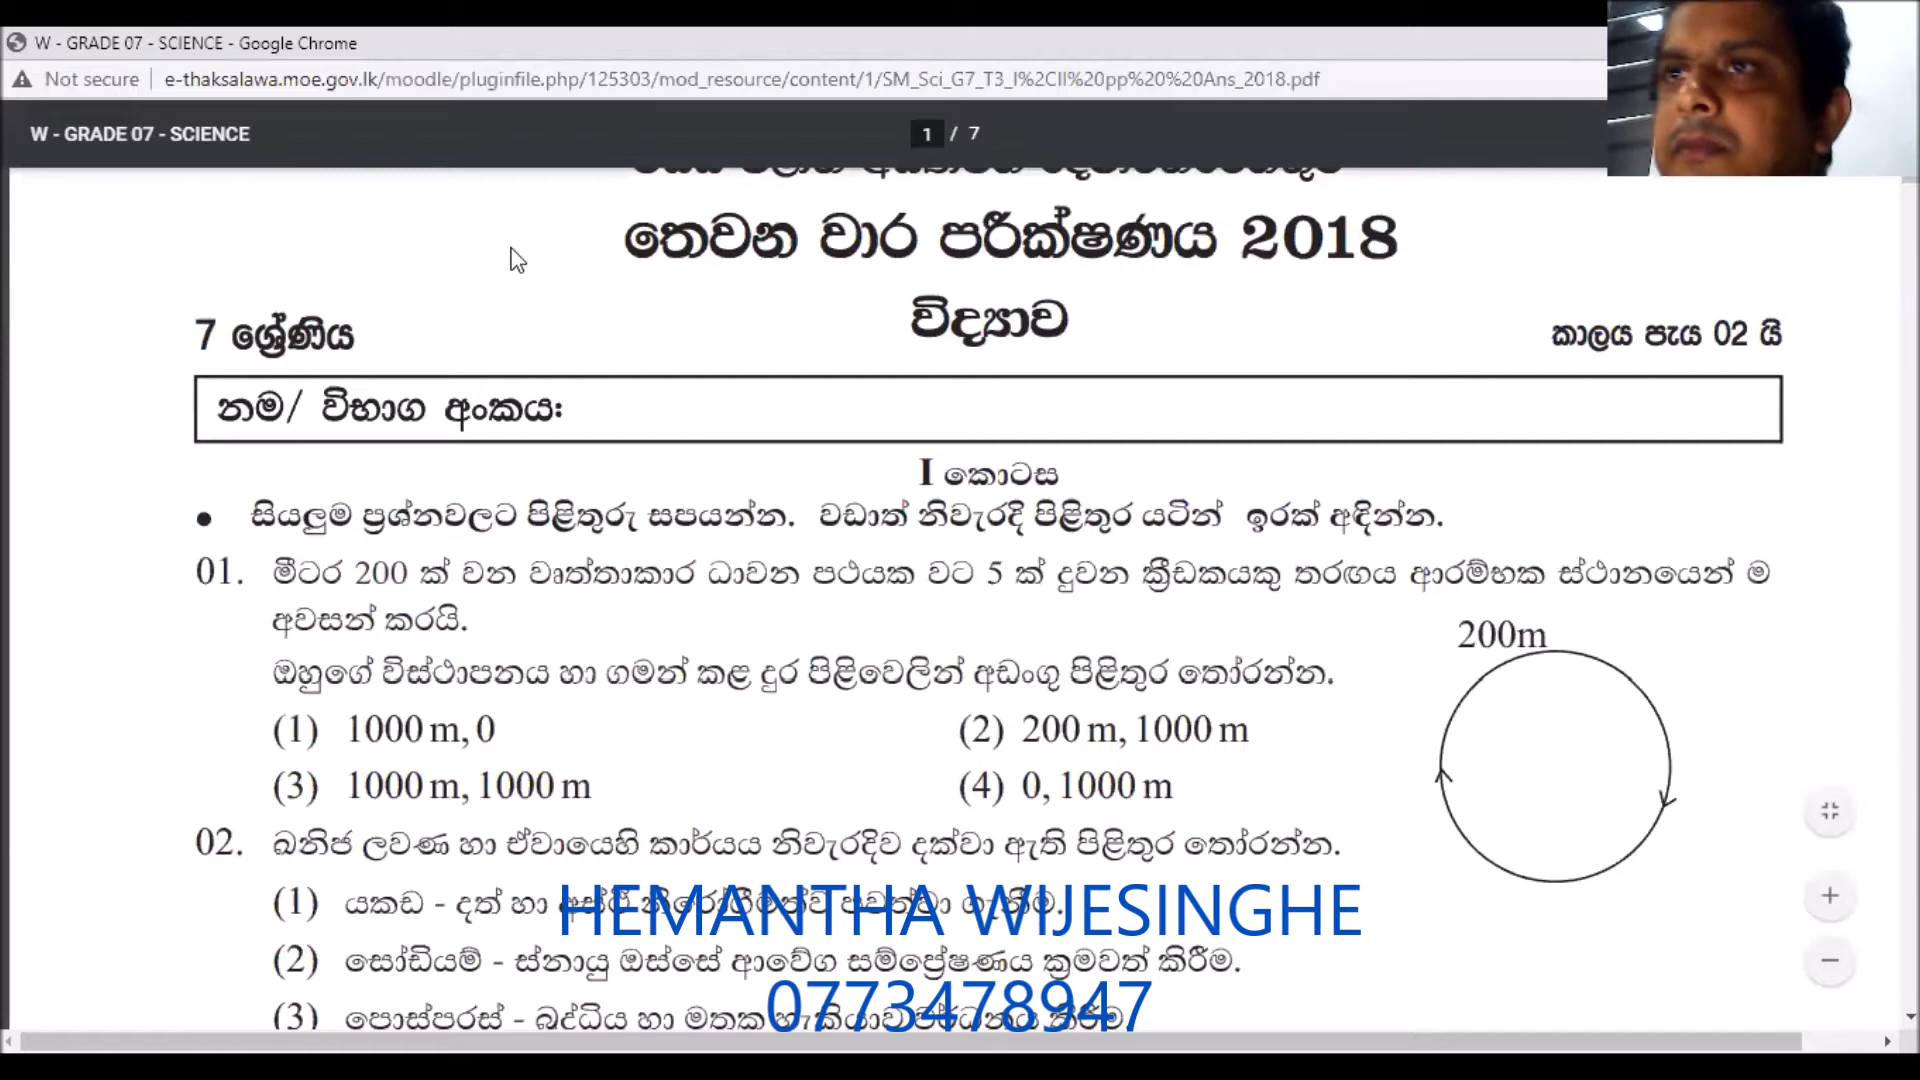 W - GRADE 07 - SCIENCE - Google Chrome
Not secure | e-thaksalawa.moe.gov.lk/moodle/pluginfile.php/125303/mod_resource/content/1/SM_Sci_G7_T3_I%2CII%20pp%20%20Ans_2018.pdf
W - GRADE 07 - SCIENCE
1 / 7
තෙවන වාර පරීක්ෂණය 2018
විද්‍යාව
7 ශ්‍රේණිය
කාලය පැය 02 යි
නම/ විභාග අංකය:
I කොටස
• සියලුම ප්‍රශ්නවලට පිළිතුරු සපයන්න. වඩාත් නිවැරදි පිළිතුර යටින් ඉරක් අඳින්න.
01. මීටර 200 ක් වන වෘත්තාකාර ධාවන පථයක වට 5 ක් දුවන ක්‍රීඩකයකු තරඟය ආරම්භක ස්ථානයෙන් ම
අවසන් කරයි.
200m
ඔහුගේ විස්ථාපනය හා ගමන් කළ දුර පිළිවෙලින් අඩංගු පිළිතුර තෝරන්න.
(1) 1000 m, 0
(2) 200 m, 1000 m
(3) 1000 m, 1000 m
(4) 0, 1000 m
02. ඛනිජ ලවණ හා ඒවායෙහි කාර්යය නිවැරදිව දක්වා ඇති පිළිතුර තෝරන්න.
(1) යකඩ - දත් හා අස්ථි නිරෝගීමත්ව පවත්වා ගැනීම.
HEMANTHA WIJESINGHE
(2) සෝඩියම් - ස්නායු ඔස්සේ ආවේග සම්ප්‍රේෂණය ක්‍රමවත් කිරීම.
0773478947
(3) පොස්පරස් - බුද්ධිය හා මතක හැකියාව වර්ධනය කිරීම.